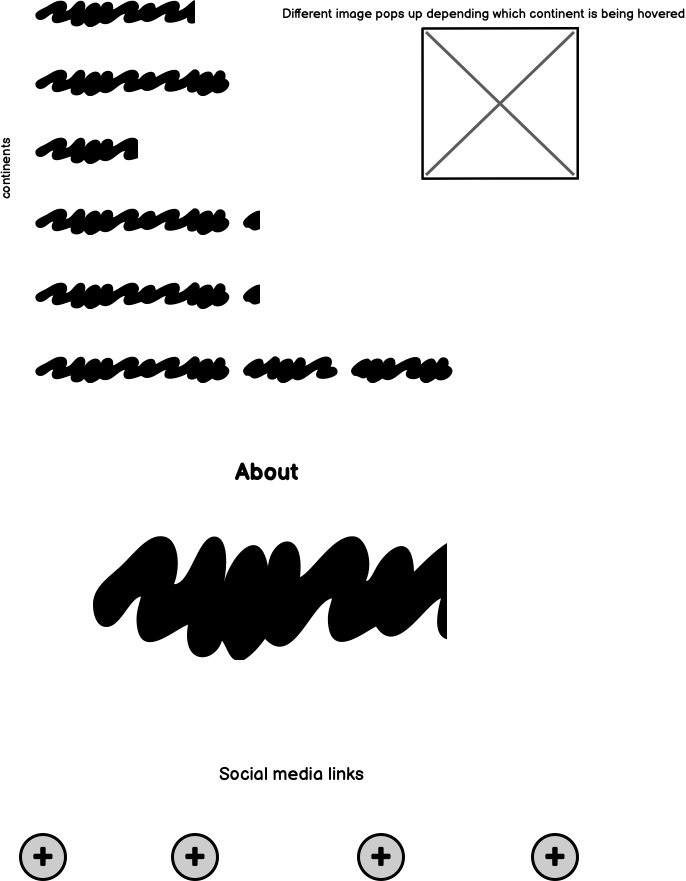 Different image pops up depending which continent is being hovered
continents
About
Social media links